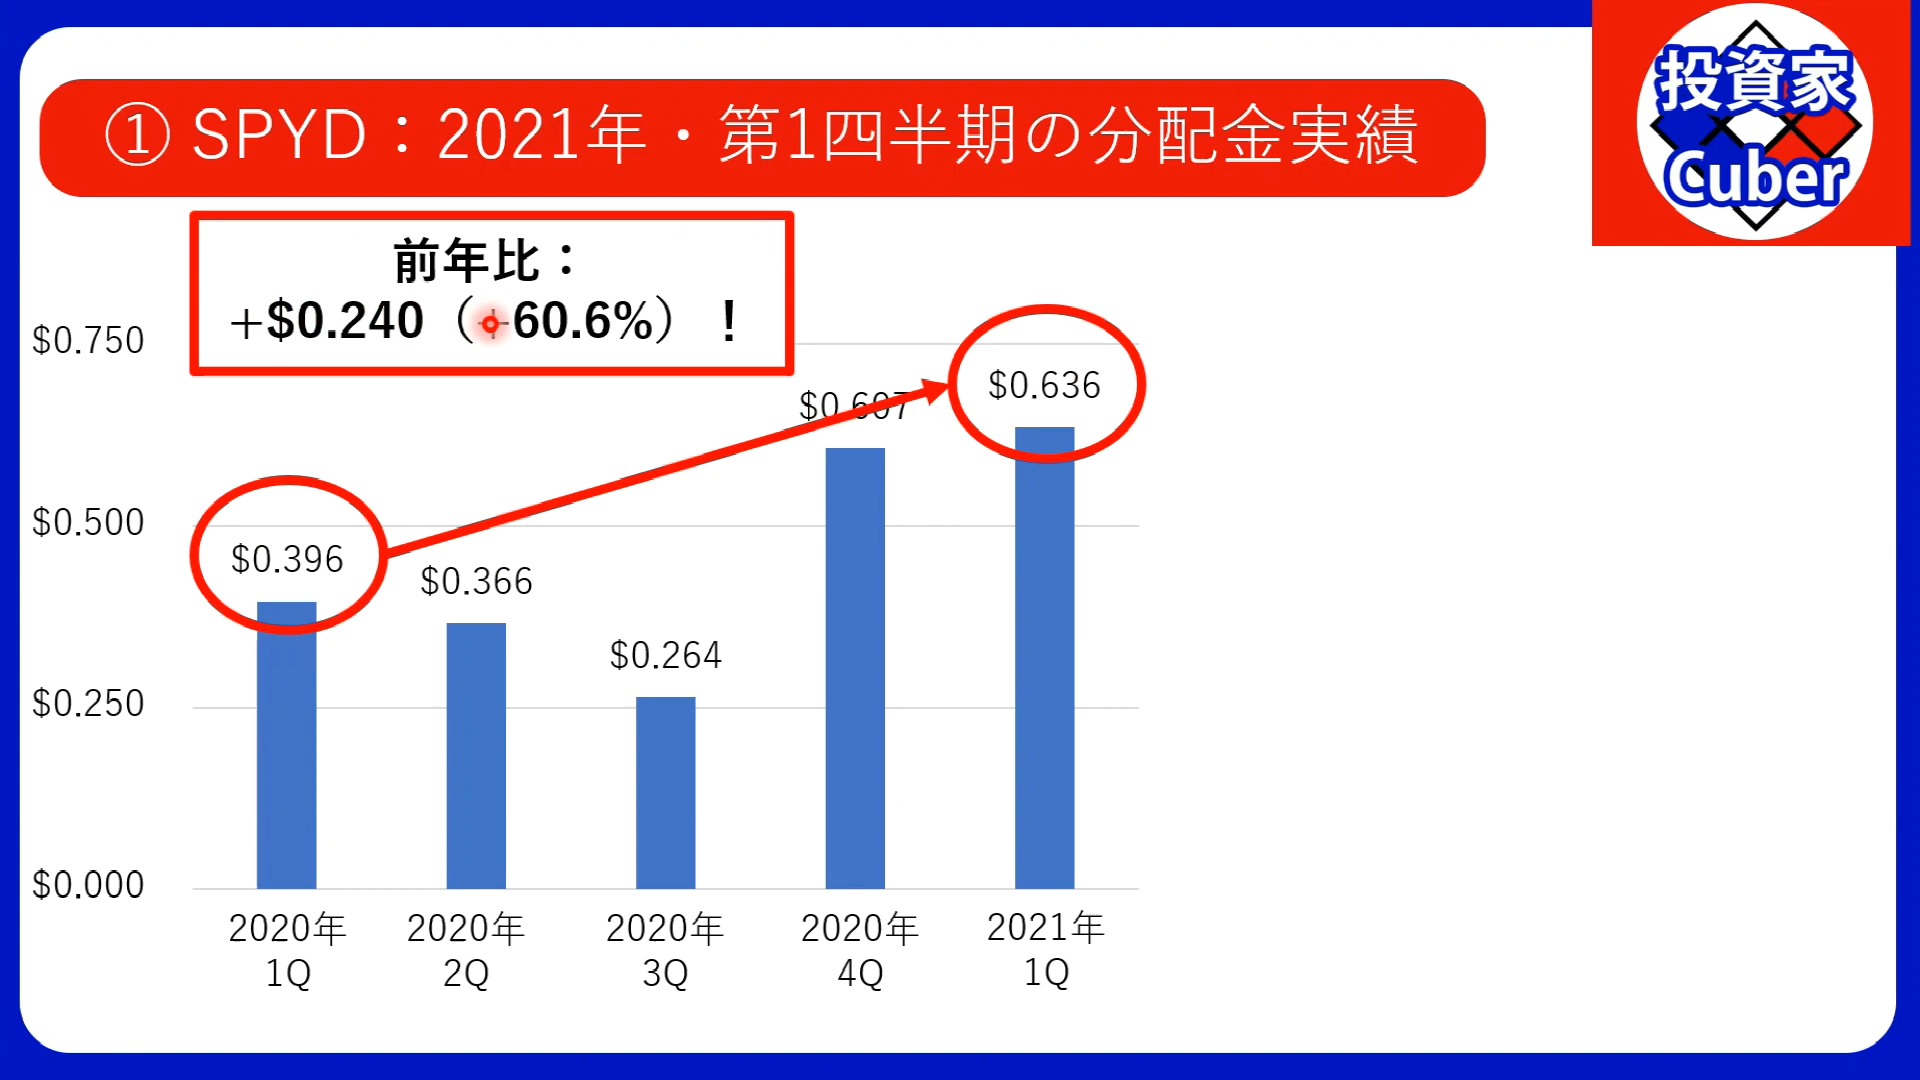 ① SPYD：2021年・第1四半期の分配金実績
投資家
Cuber
前年比：
+$0.240（+60.6%）！
$0.750
$0.500
$0.250
$0.000
$0.396
$0.366
$0.264
$0.607
$0.636
2020年
1Q
2020年
2Q
2020年
3Q
2020年
4Q
2021年
1Q